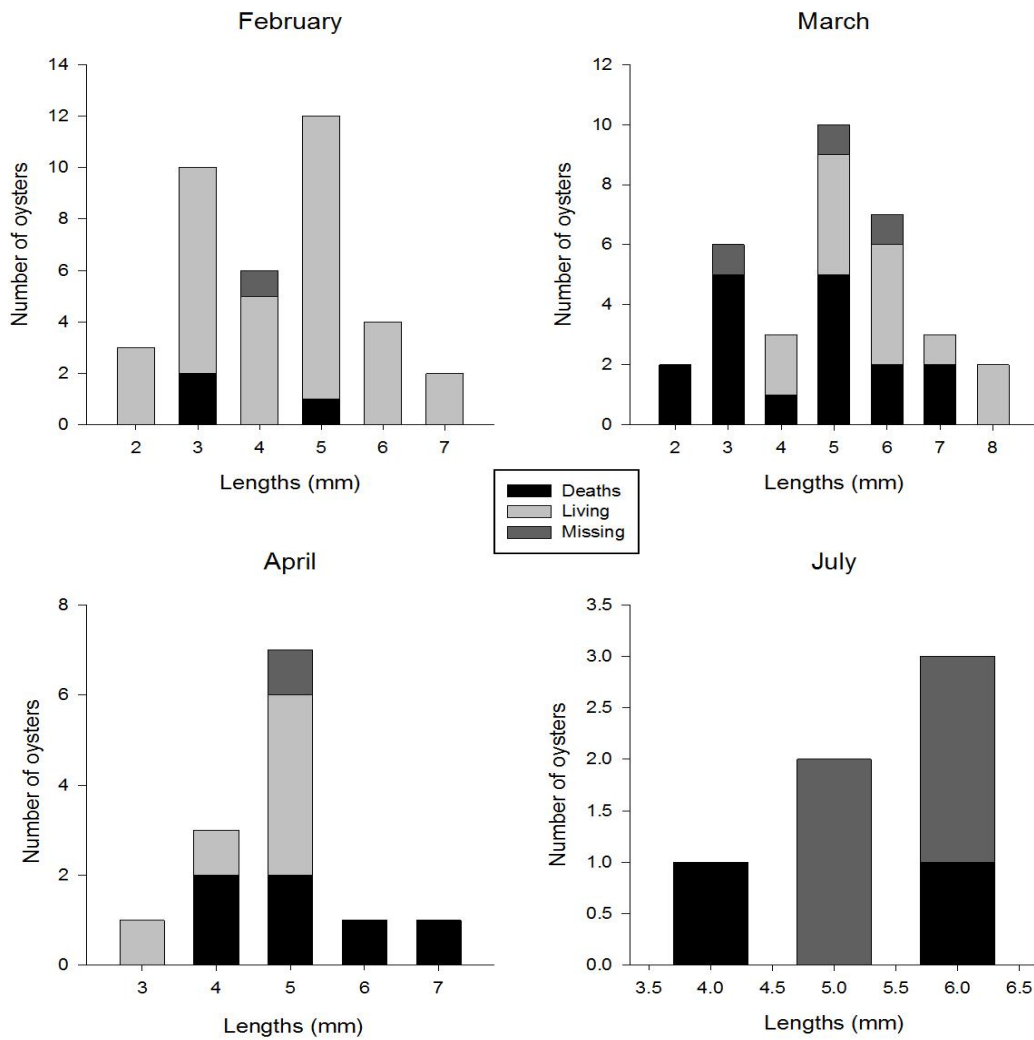 February
14
12
10
8
6
4
2
0
Number of oysters
2 3 4 5 6 7
Lengths (mm)
March
12
10
8
6
4
2
0
Number of oysters
2 3 4 5 6 7 8
Lengths (mm)
Deaths
Living
Missing
April
8
6
4
2
0
Number of oysters
3 4 5 6 7
Lengths (mm)
July
3.5
3.0
2.5
2.0
1.5
1.0
0.5
0.0
Number of oysters
3.5 4.0 4.5 5.0 5.5 6.0 6.5
Lengths (mm)